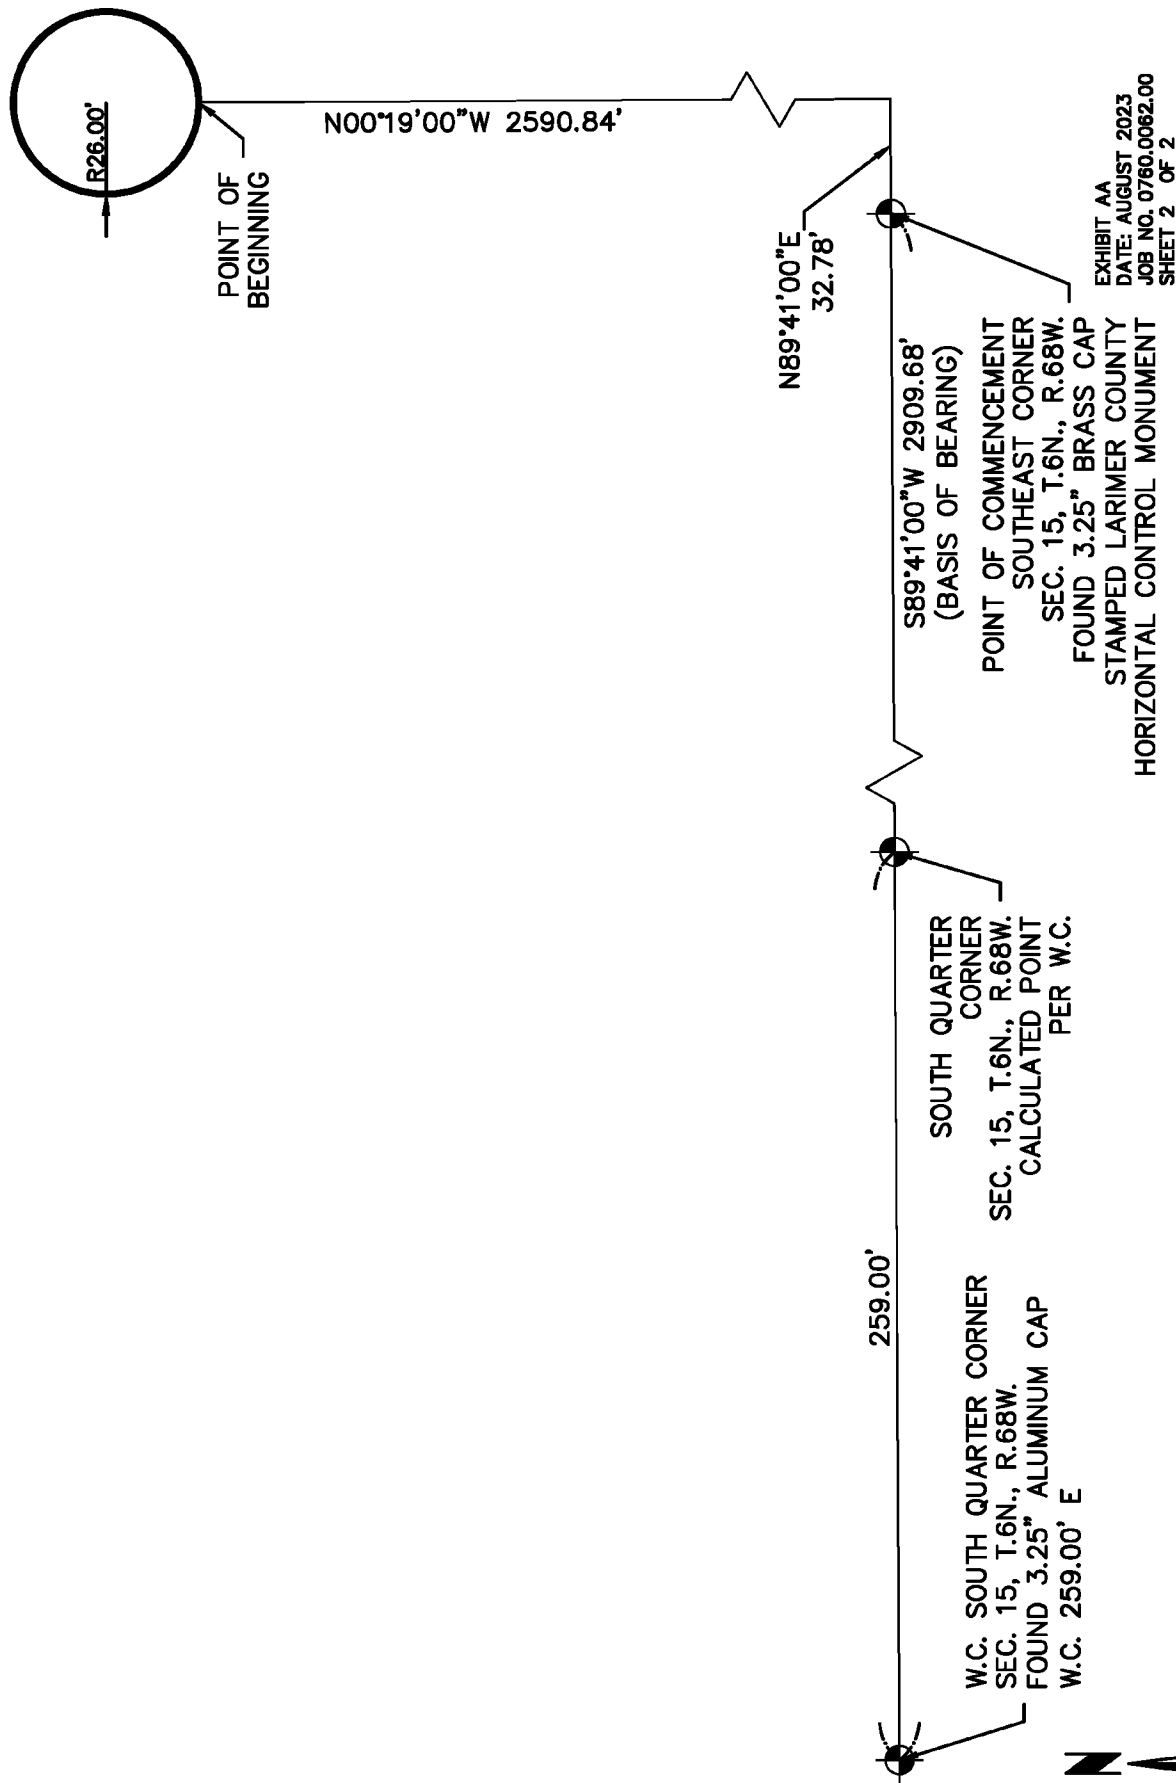 R26.00'
POINT OF
BEGINNING
N00°19'00"W 2590.84'
N89°41'00"E
32.78'
S89°41'00"W 2909.68'
(BASIS OF BEARING)
POINT OF COMMENCEMENT
SOUTHEAST CORNER
SEC. 15, T.6N., R.68W.
FOUND 3.25" BRASS CAP
STAMPED LARIMER COUNTY
HORIZONTAL CONTROL MONUMENT
SOUTH QUARTER
CORNER
SEC. 15, T.6N., R.68W.
CALCULATED POINT
PER W.C.
259.00'
W.C. SOUTH QUARTER CORNER
SEC. 15, T.6N., R.68W.
FOUND 3.25" ALUMINUM CAP
W.C. 259.00' E
N
EXHIBIT AA
DATE: AUGUST 2023
JOB NO. 0760.0062.00
SHEET 2 OF 2